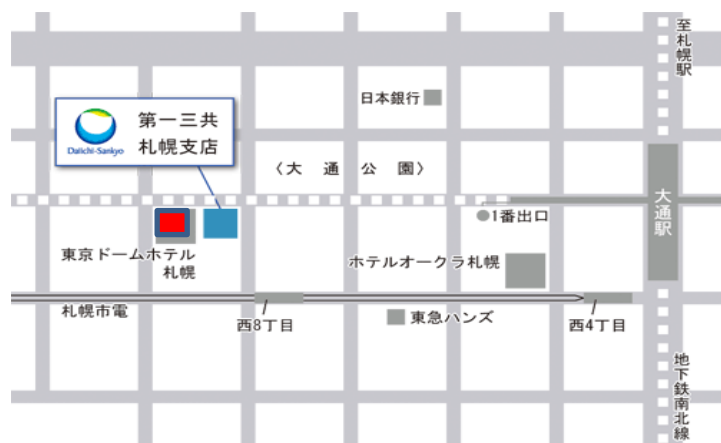 至札幌駅
日本銀行
第一三共
札幌支店
Daiichi-Sankyo
〈大通公園〉
大通駅
1番出口
東京ドームホテル
札幌
ホテルオークラ札幌
札幌市電
西8丁目
東急ハンズ
西4丁目
地下鉄南北線